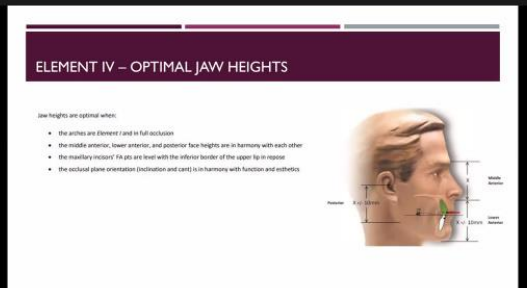 ELEMENT IV – OPTIMAL JAW HEIGHTS
Jaw heights are optimal when:
• the arches are Element I and in full occlusion
• the middle anterior, lower anterior, and posterior face heights are in harmony with each other
• the maxillary incisors' FA pts are level with the inferior border of the upper lip in repose
• the occlusal plane orientation (inclination and cant) is in harmony with function and esthetics
Middle
Anterior
Posterior
X +/- 10mm
X +/- 10mm
Lower
Anterior